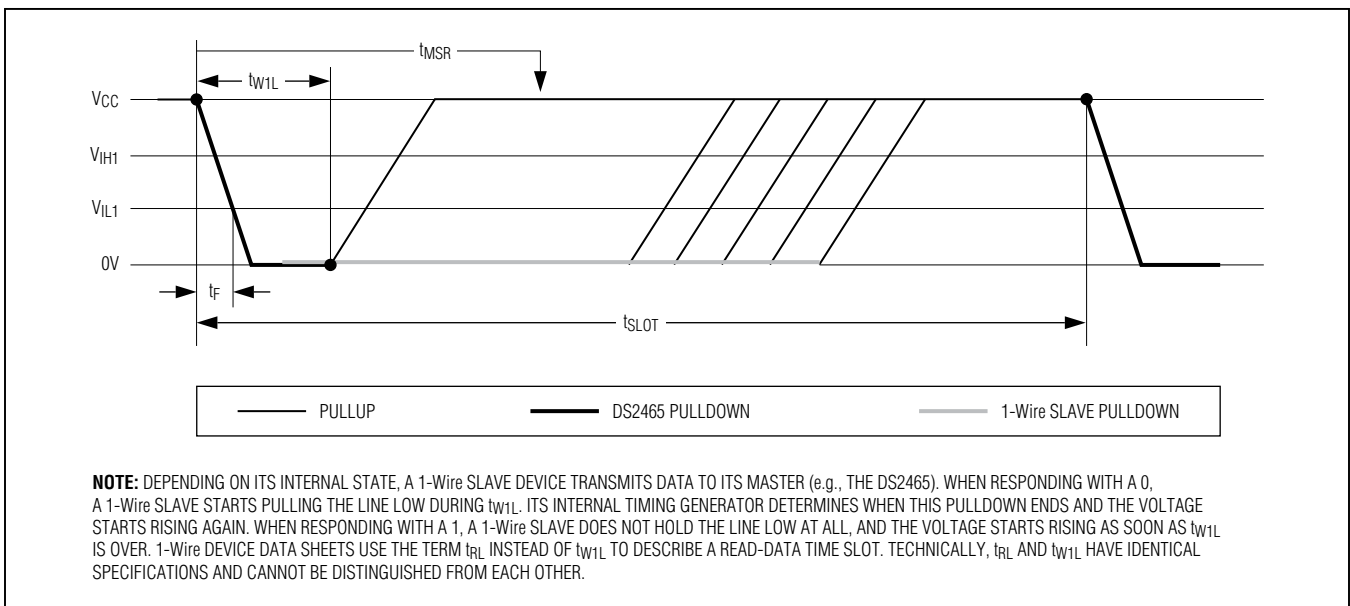 tMSR
tW1L
VCC
VIH1
VIL1
0V
tF
tSLOT
PULLUP DS2465 PULLDOWN 1-Wire SLAVE PULLDOWN
NOTE: DEPENDING ON ITS INTERNAL STATE, A 1-Wire SLAVE DEVICE TRANSMITS DATA TO ITS MASTER (e.g., THE DS2465). WHEN RESPONDING WITH A 0,
A 1-Wire SLAVE STARTS PULLING THE LINE LOW DURING tW1L. ITS INTERNAL TIMING GENERATOR DETERMINES WHEN THIS PULLDOWN ENDS AND THE VOLTAGE
STARTS RISING AGAIN. WHEN RESPONDING WITH A 1, A 1-Wire SLAVE DOES NOT HOLD THE LINE LOW AT ALL, AND THE VOLTAGE STARTS RISING AS SOON AS tW1L
IS OVER. 1-Wire DEVICE DATA SHEETS USE THE TERM tRL INSTEAD OF tW1L TO DESCRIBE A READ-DATA TIME SLOT. TECHNICALLY, tRL AND tW1L HAVE IDENTICAL
SPECIFICATIONS AND CANNOT BE DISTINGUISHED FROM EACH OTHER.